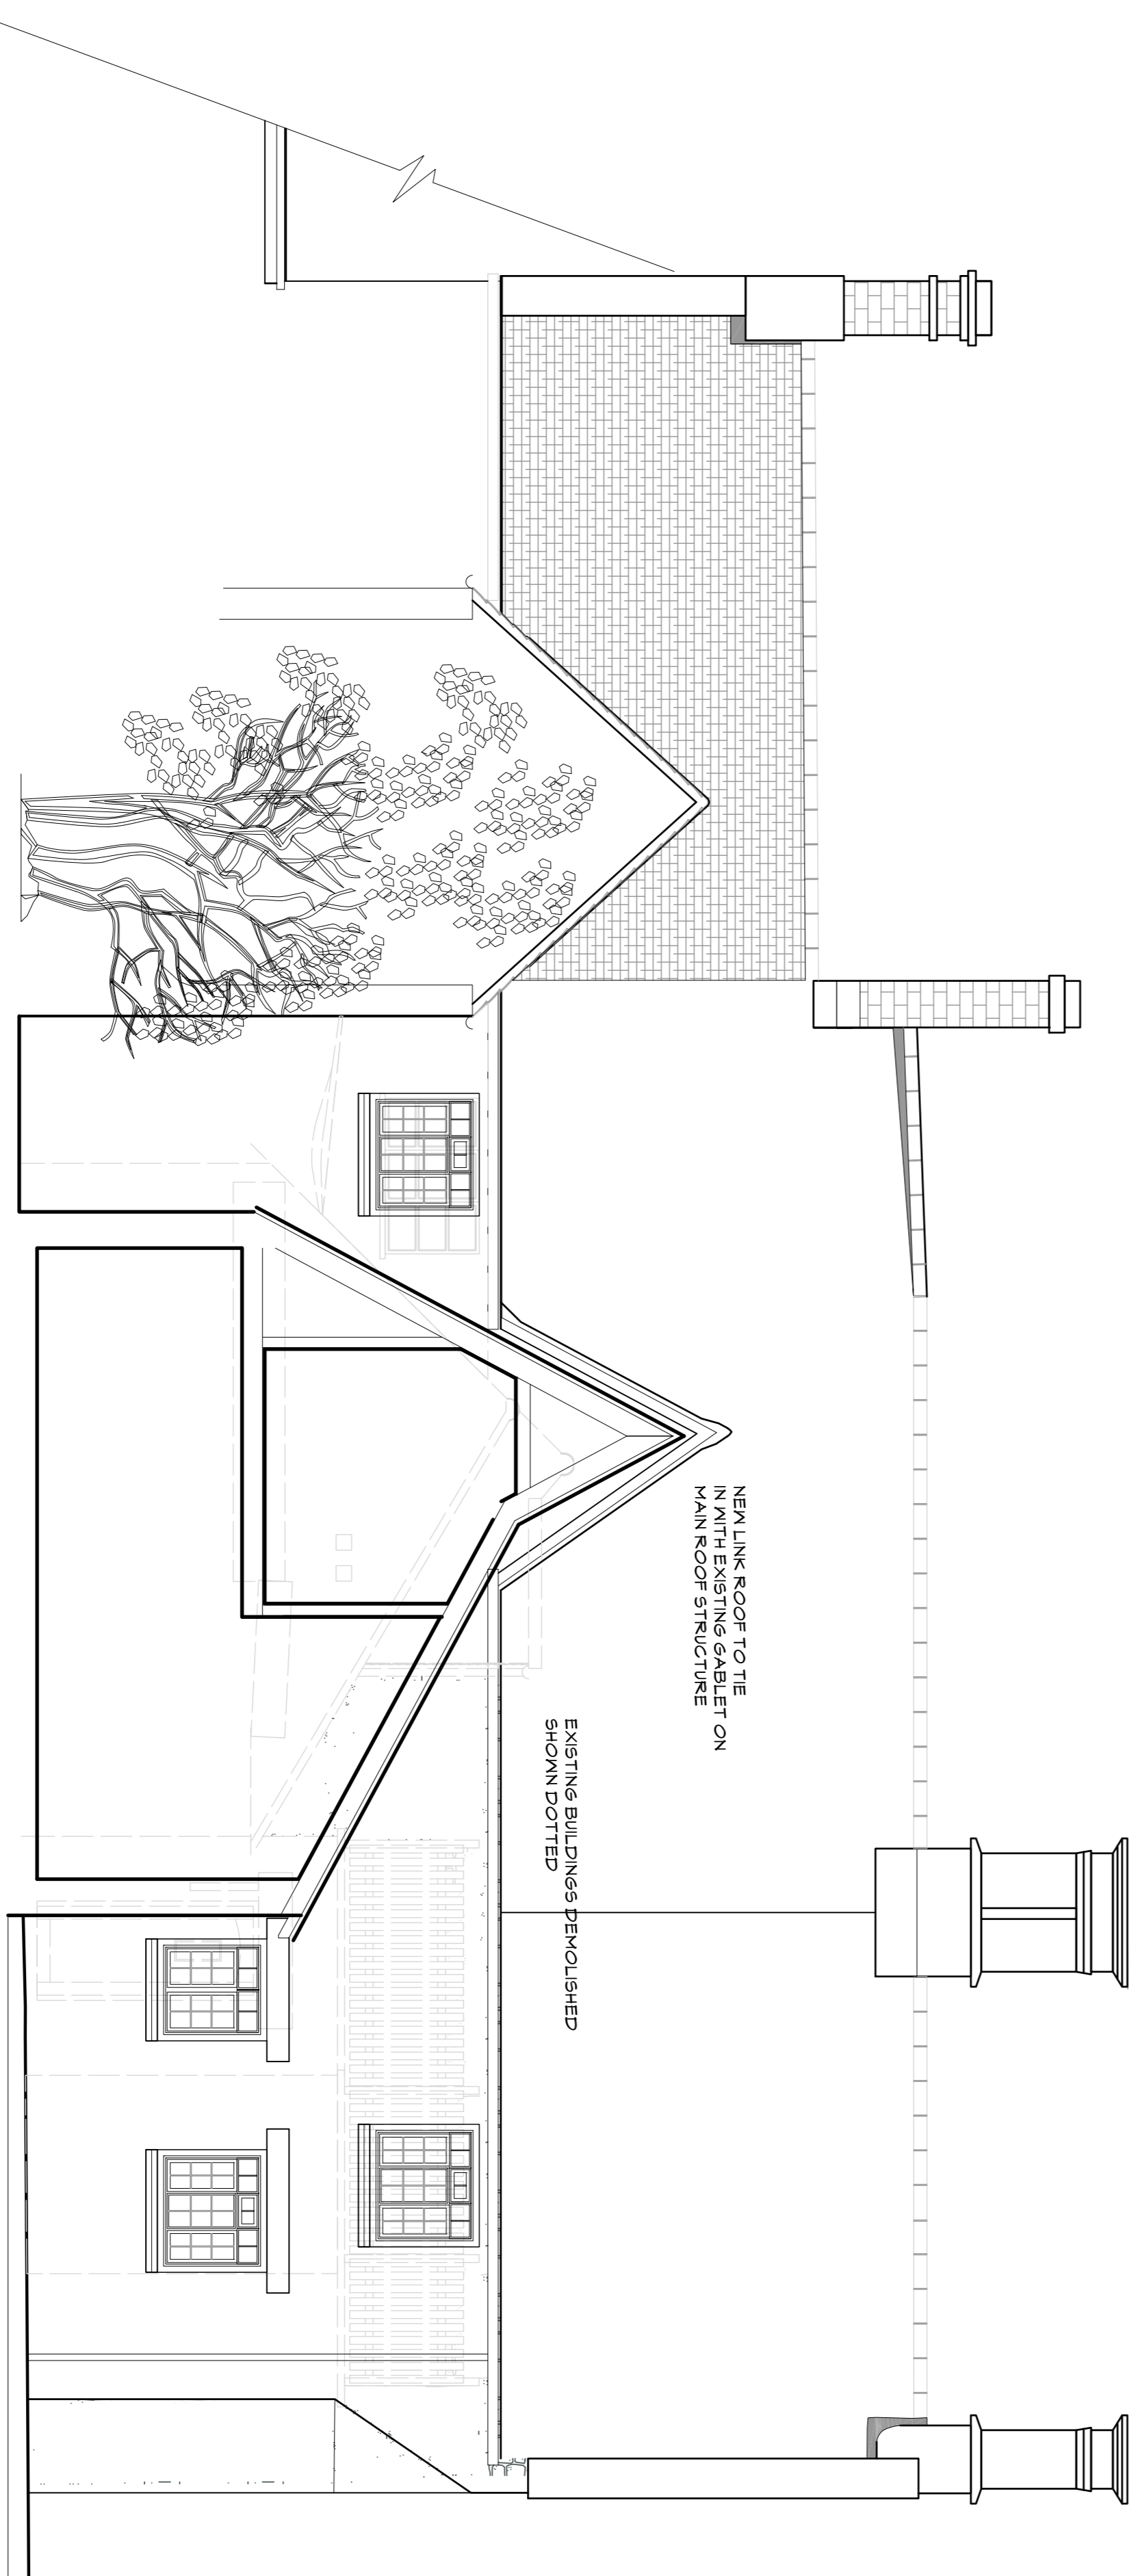 NEW LINK ROOF TO TIE
IN WITH EXISTING GABLET ON
MAIN ROOF STRUCTURE
EXISTING BUILDINGS DEMOLISHED
SHOWN DOTTED